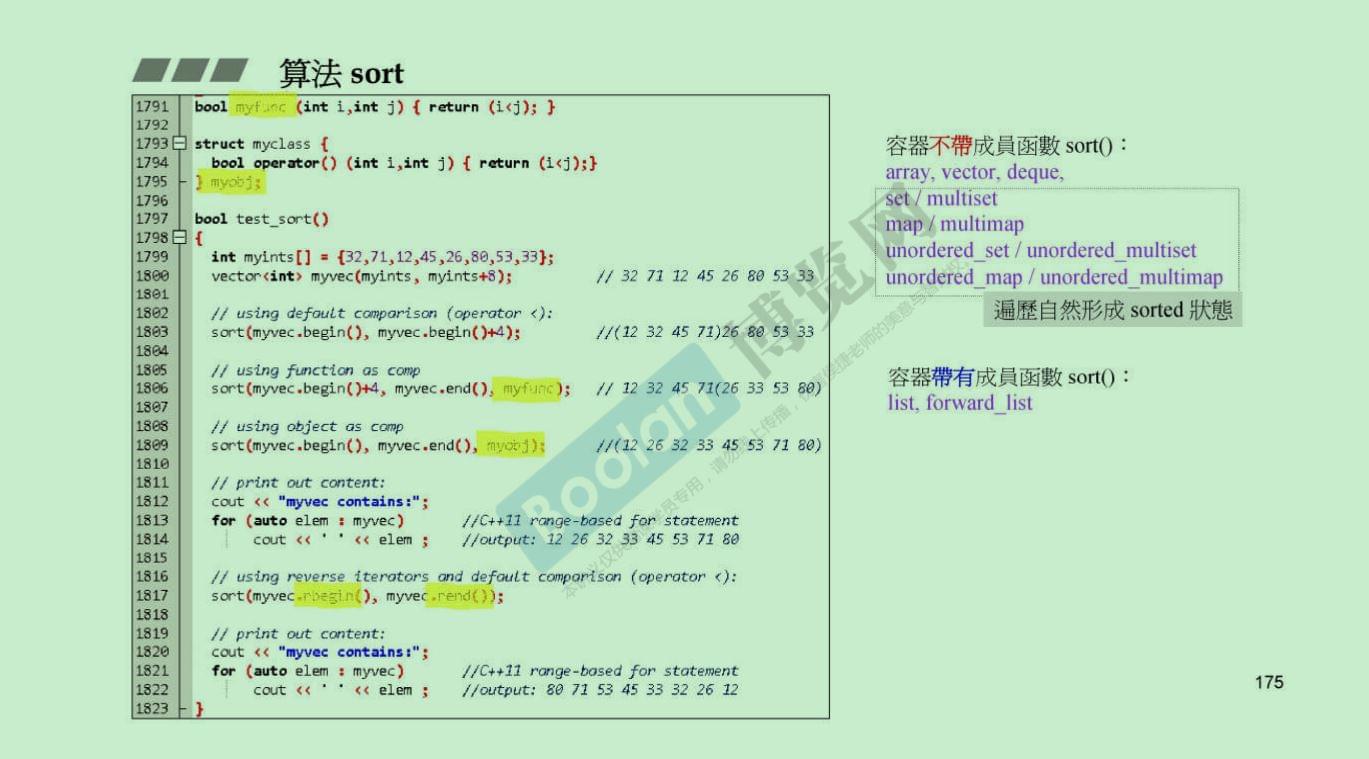 算法 sort
1791 bool myfunc (int i,int j) { return (i<j); }
1792
1793 struct myclass {
1794 bool operator() (int i,int j) { return (i<j);}
1795 } myobj;
1796
1797 bool test_sort()
1798 {
1799 int myints[] = {32,71,12,45,26,80,53,33};
1800 vector<int> myvec(myints, myints+8); // 32 71 12 45 26 80 53 33
1801
1802 // using default comparison (operator <):
1803 sort(myvec.begin(), myvec.begin()+4); //(12 32 45 71)26 80 53 33
1804
1805 // using function as comp
1806 sort(myvec.begin()+4, myvec.end(), myfunc); // 12 32 45 71(26 33 53 80)
1807
1808 // using object as comp
1809 sort(myvec.begin(), myvec.end(), myobj); //(12 26 32 33 45 53 71 80)
1810
1811 // print out content:
1812 cout << "myvec contains:";
1813 for (auto elem : myvec) //C++11 range-based for statement
1814 cout << ' ' << elem ; //output: 12 26 32 33 45 53 71 80
1815
1816 // using reverse iterators and default comparison (operator <):
1817 sort(myvec.rbegin(), myvec.rend());
1818
1819 // print out content:
1820 cout << "myvec contains:";
1821 for (auto elem : myvec) //C++11 range-based for statement
1822 cout << ' ' << elem ; //output: 80 71 53 45 33 32 26 12
1823 }
容器不帶成員函數 sort()：
array, vector, deque,
set / multiset
map / multimap
unordered_set / unordered_multiset
unordered_map / unordered_multimap
遍歷自然形成 sorted 狀態
容器帶有成員函數 sort()：
list, forward_list
Boolan 博览网
175